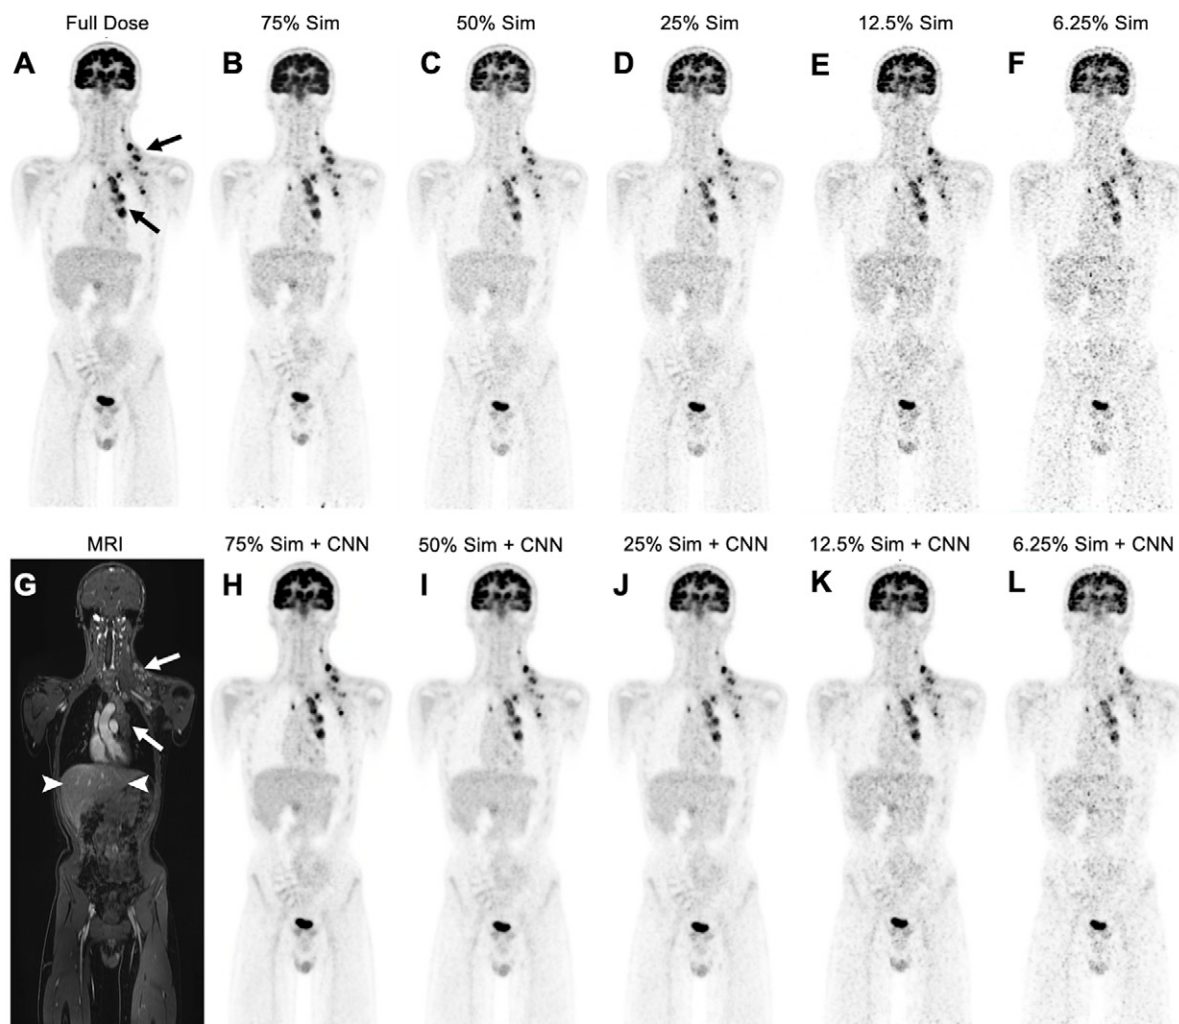 Full Dose 75% Sim 50% Sim 25% Sim 12.5% Sim 6.25% Sim
A B C D E F
MRI 75% Sim + CNN 50% Sim + CNN 25% Sim + CNN 12.5% Sim + CNN 6.25% Sim + CNN
G H I J K L